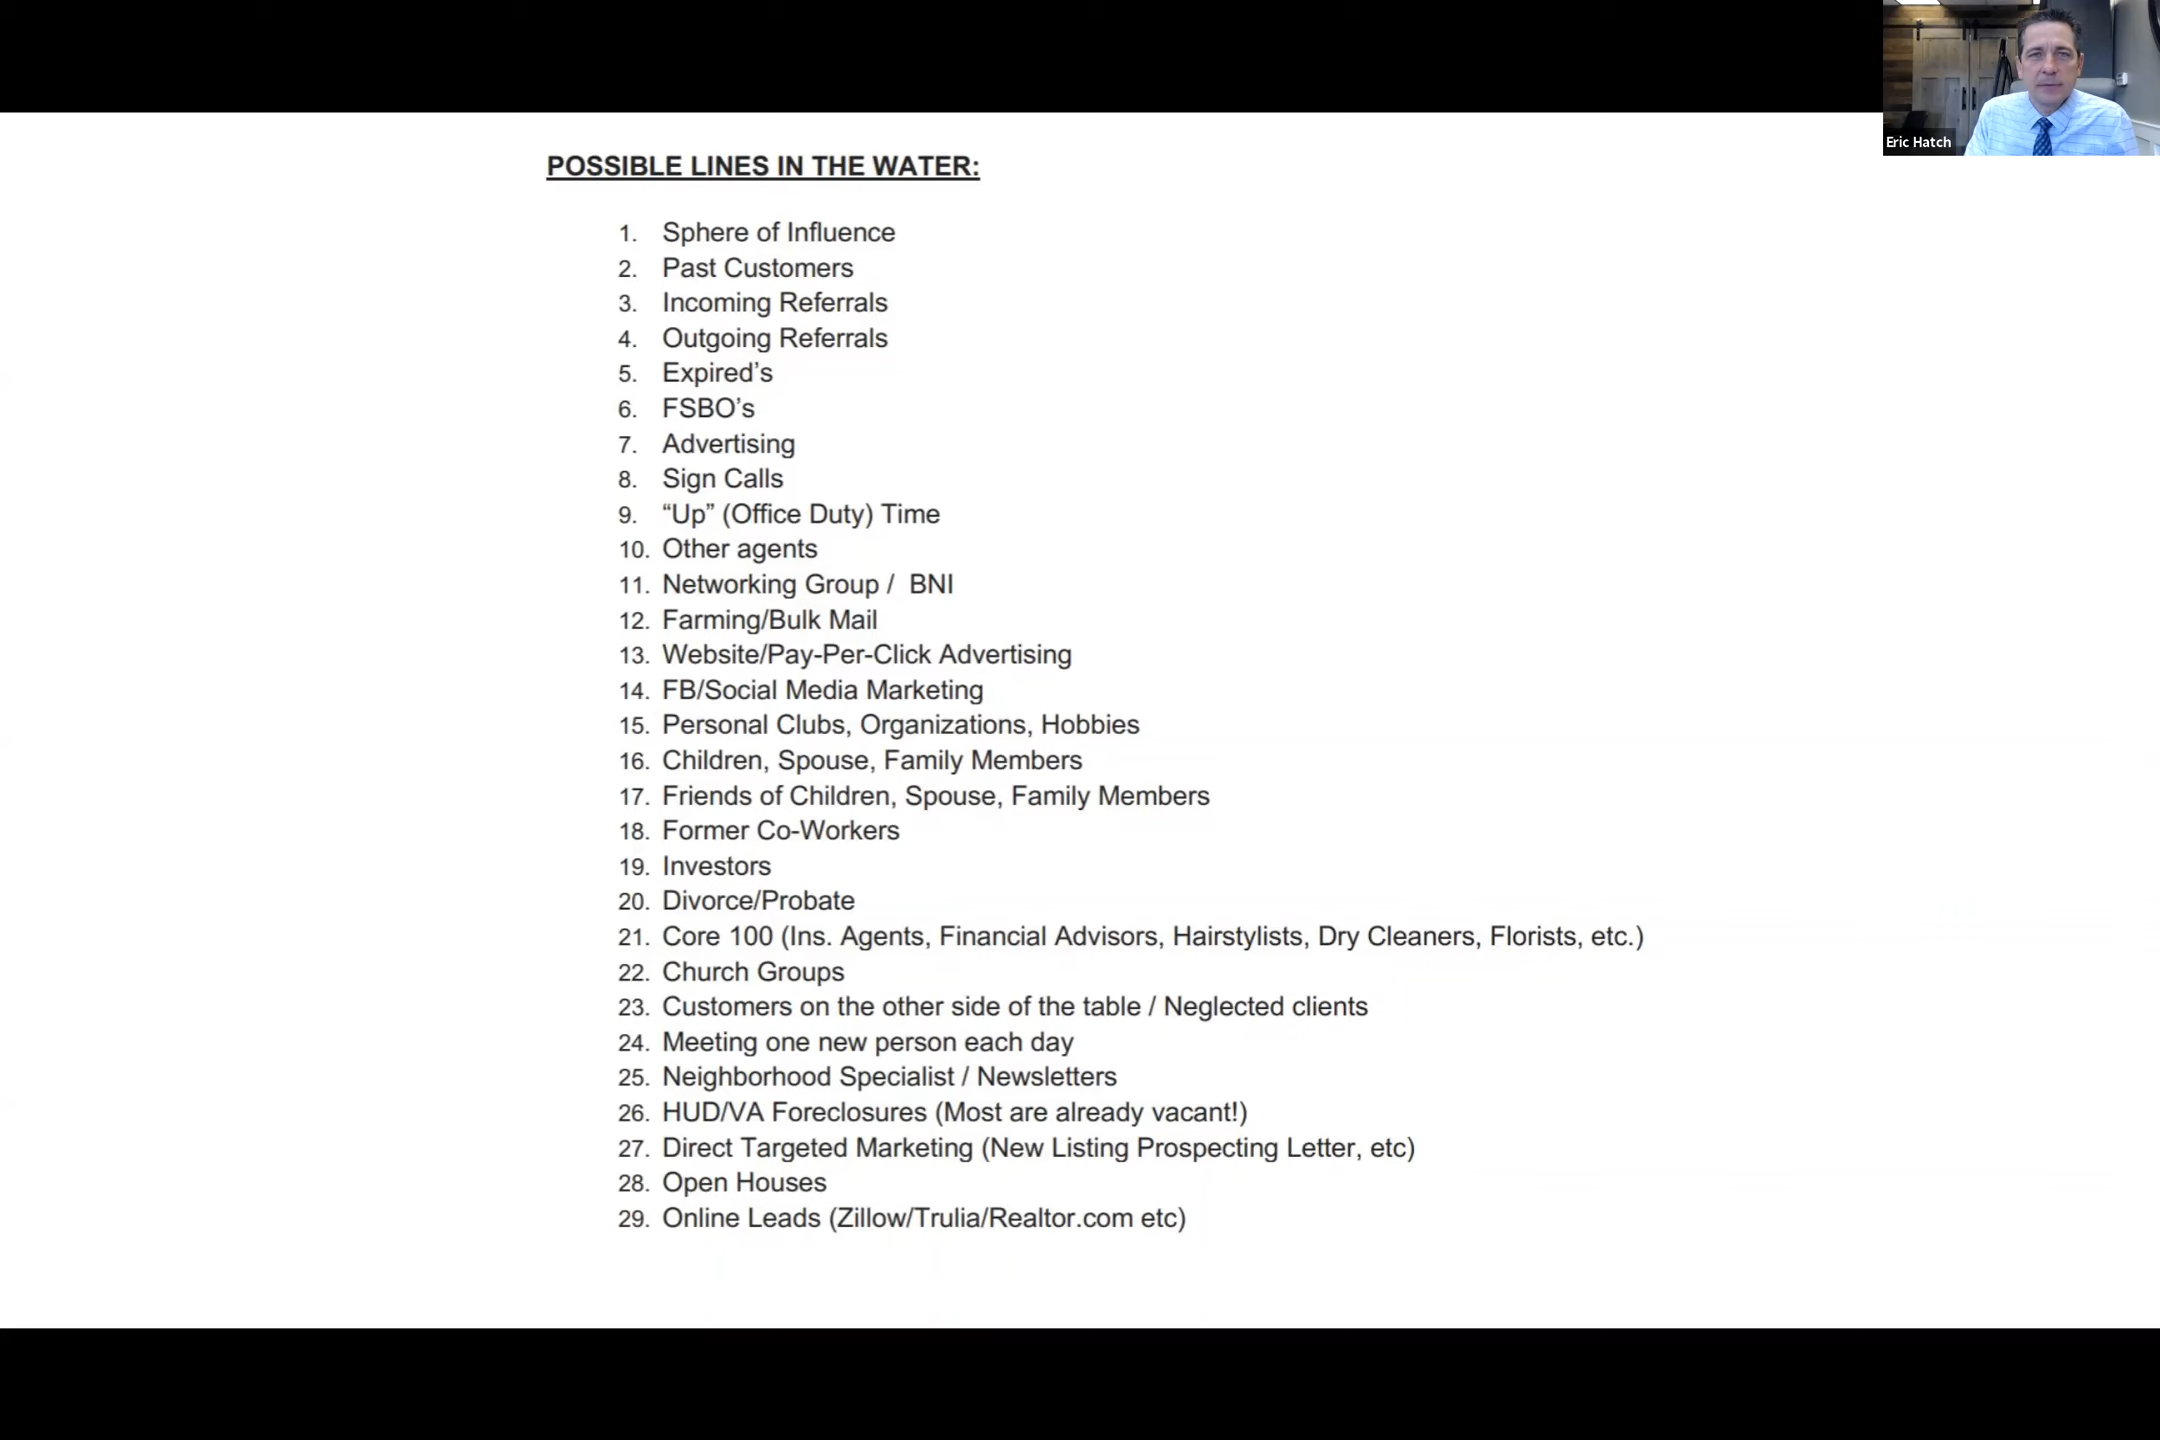 Eric Hatch
POSSIBLE LINES IN THE WATER:
1. Sphere of Influence
2. Past Customers
3. Incoming Referrals
4. Outgoing Referrals
5. Expired’s
6. FSBO’s
7. Advertising
8. Sign Calls
9. “Up” (Office Duty) Time
10. Other agents
11. Networking Group / BNI
12. Farming/Bulk Mail
13. Website/Pay-Per-Click Advertising
14. FB/Social Media Marketing
15. Personal Clubs, Organizations, Hobbies
16. Children, Spouse, Family Members
17. Friends of Children, Spouse, Family Members
18. Former Co-Workers
19. Investors
20. Divorce/Probate
21. Core 100 (Ins. Agents, Financial Advisors, Hairstylists, Dry Cleaners, Florists, etc.)
22. Church Groups
23. Customers on the other side of the table / Neglected clients
24. Meeting one new person each day
25. Neighborhood Specialist / Newsletters
26. HUD/VA Foreclosures (Most are already vacant!)
27. Direct Targeted Marketing (New Listing Prospecting Letter, etc)
28. Open Houses
29. Online Leads (Zillow/Trulia/Realtor.com etc)